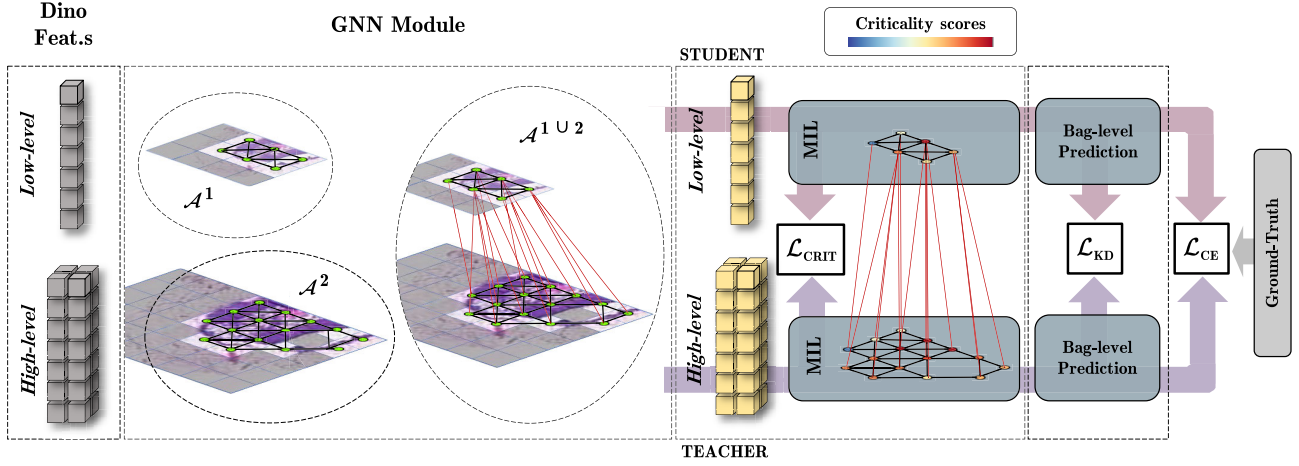 Dino
Feat.s
GNN Module
Criticality scores
STUDENT
Low-level
High-level
𝒜¹
𝒜²
𝒜¹ ∪ ²
Low-level
High-level
MIL
MIL
Bag-level
Prediction
Bag-level
Prediction
ℒCRIT
ℒKD
ℒCE
Ground-Truth
TEACHER